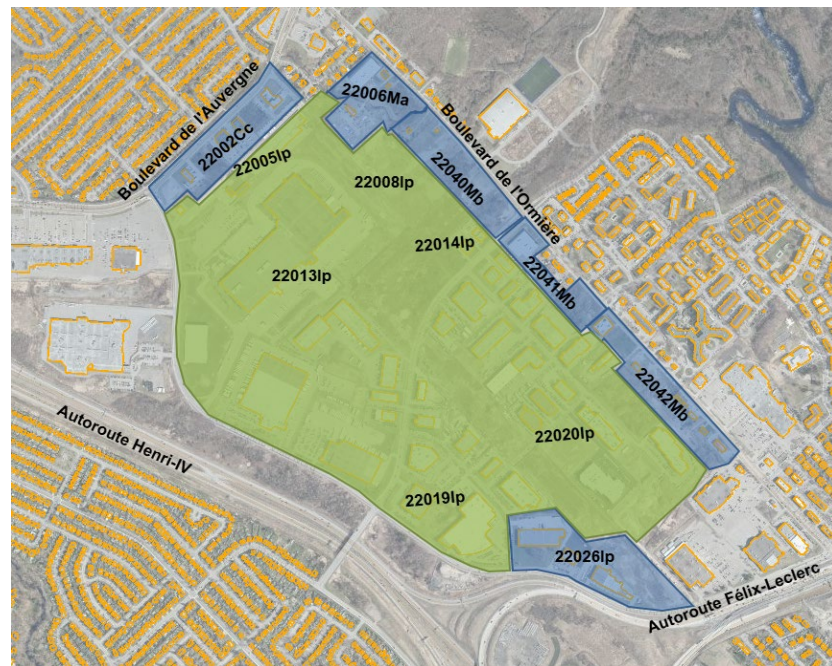 Boulevard de l'Auvergne
22002Cc
22006Ma
Boulevard de l'Ormière
22005Ip
22008Ip
22040Mb
22014Ip
22013Ip
22041Mb
22042Mb
22020Ip
22019Ip
22026Ip
Autoroute Henri-IV
Autoroute Félix-Leclerc